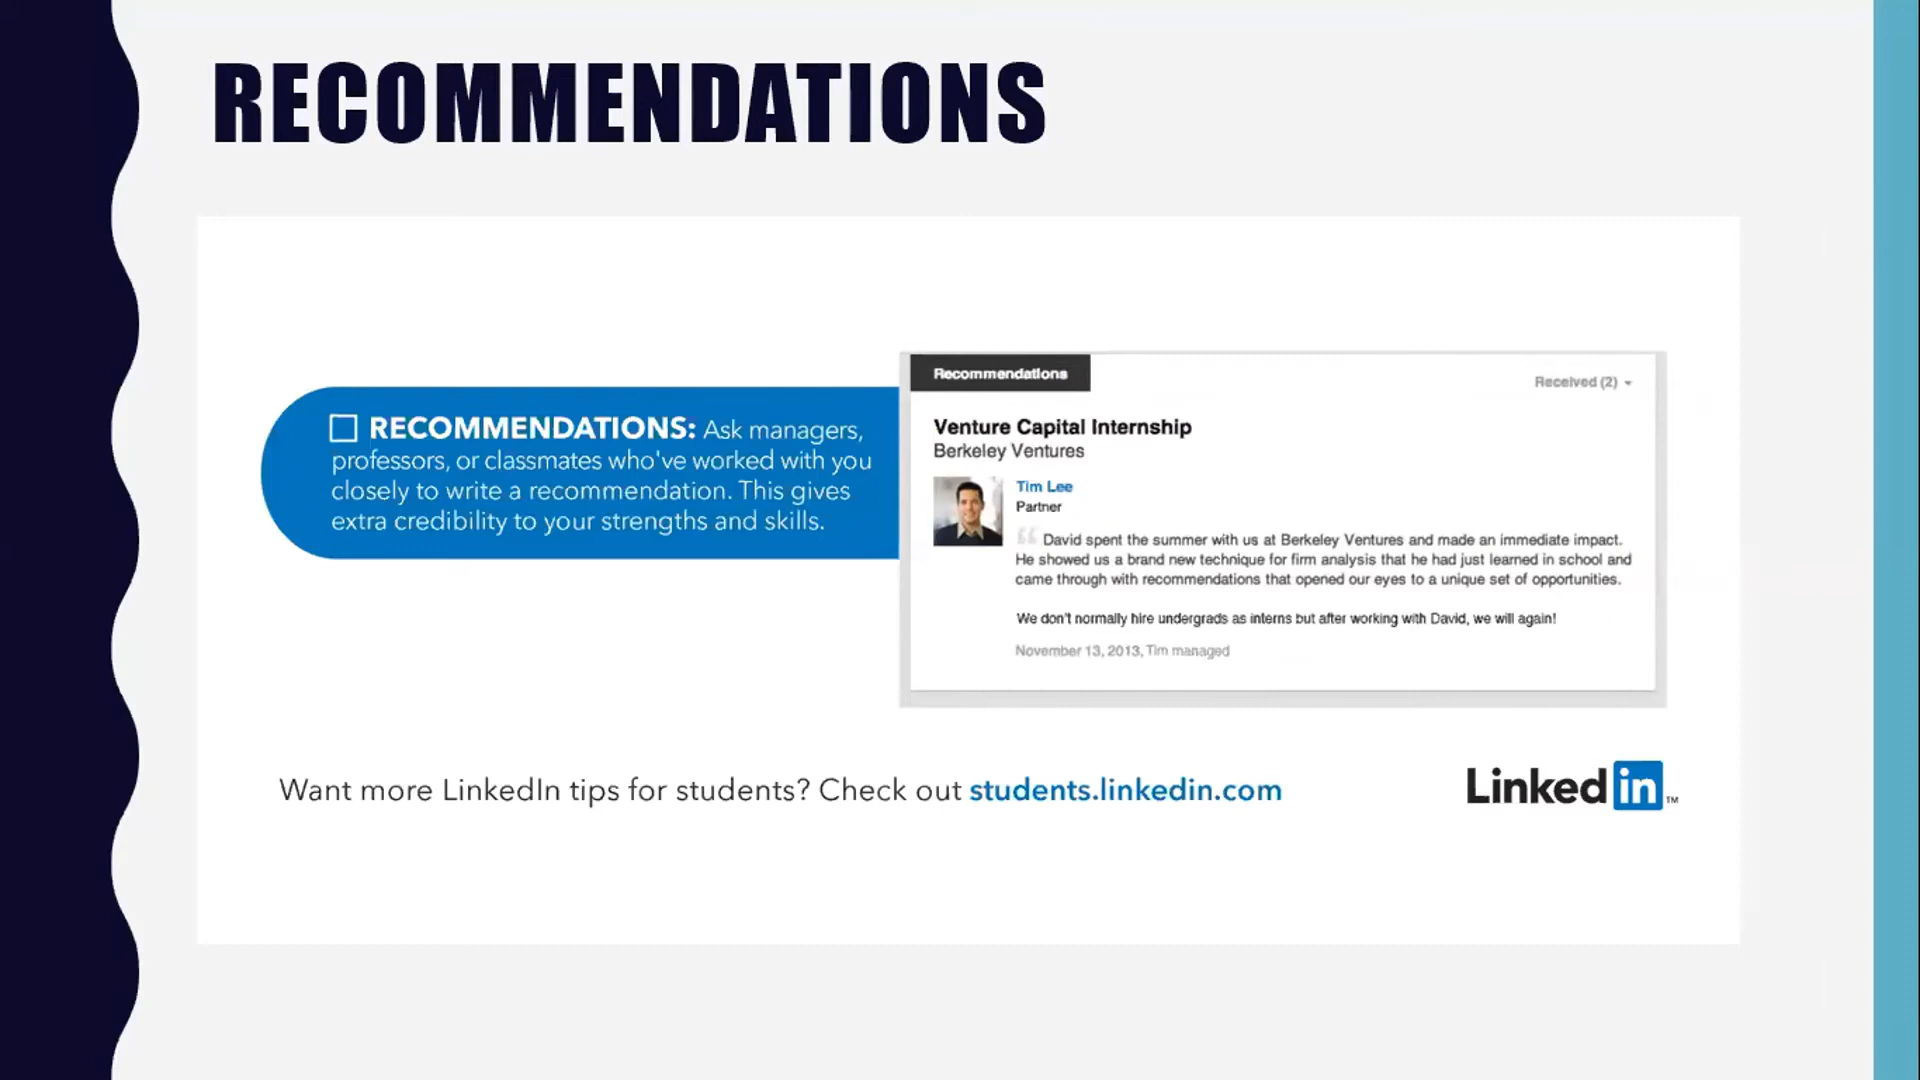 RECOMMENDATIONS
RECOMMENDATIONS: Ask managers,
professors, or classmates who've worked with you
closely to write a recommendation. This gives
extra credibility to your strengths and skills.
Recommendations
Received (2)
Venture Capital Internship
Berkeley Ventures
Tim Lee
Partner
“ David spent the summer with us at Berkeley Ventures and made an immediate impact.
He showed us a brand new technique for firm analysis that he had just learned in school and
came through with recommendations that opened our eyes to a unique set of opportunities.
We don't normally hire undergrads as interns but after working with David, we will again!
November 13, 2013, Tim managed
Want more LinkedIn tips for students? Check out students.linkedin.com
Linked in TM